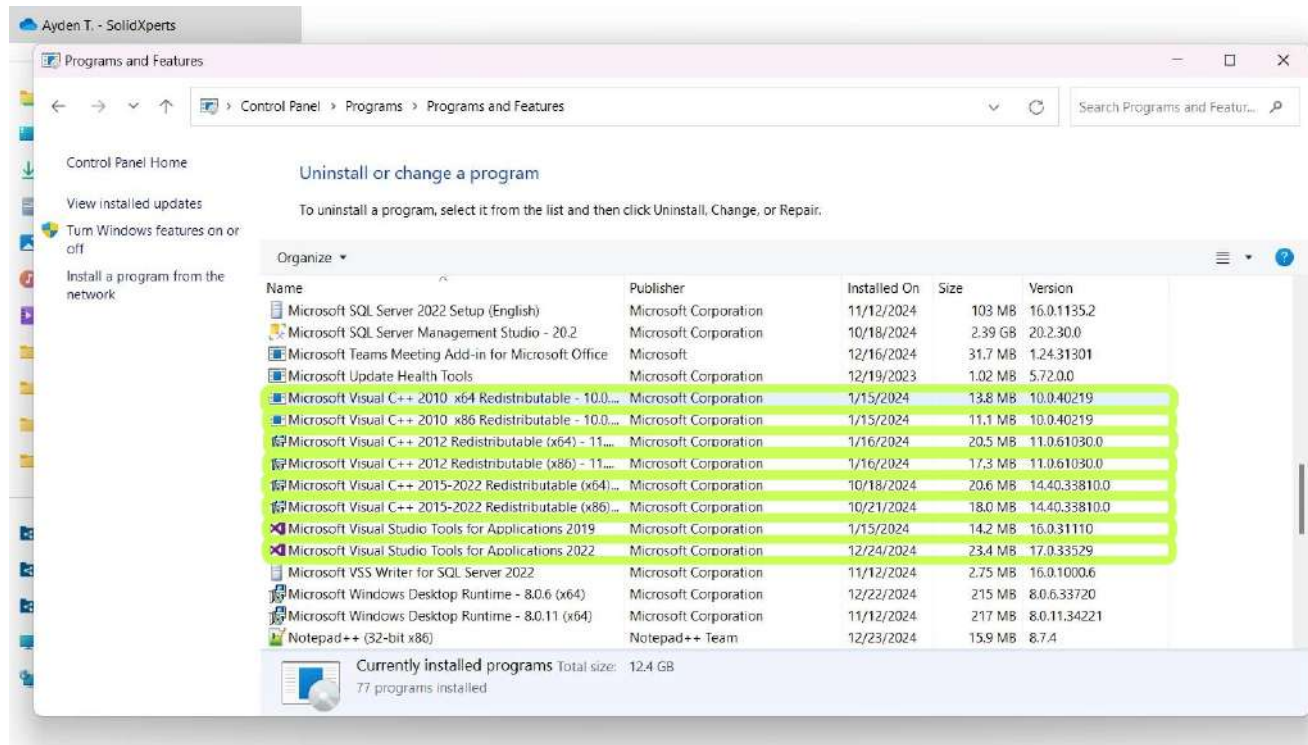 Ayden T. - SolidXperts
Programs and Features
Control Panel > Programs > Programs and Features
Search Programs and Featur...
Control Panel Home
View installed updates
Turn Windows features on or
off
Install a program from the
network
Uninstall or change a program
To uninstall a program, select it from the list and then click Uninstall, Change, or Repair.
Organize
Name Publisher Installed On Size Version
Microsoft SQL Server 2022 Setup (English) Microsoft Corporation 11/12/2024 103 MB 16.0.1135.2
Microsoft SQL Server Management Studio - 20.2 Microsoft Corporation 10/18/2024 2.39 GB 20.2.30.0
Microsoft Teams Meeting Add-in for Microsoft Office Microsoft 12/16/2024 31.7 MB 1.24.31301
Microsoft Update Health Tools Microsoft Corporation 12/19/2023 1.02 MB 5.72.0.0
Microsoft Visual C++ 2010 x64 Redistributable - 10.0.... Microsoft Corporation 1/15/2024 13.8 MB 10.0.40219
Microsoft Visual C++ 2010 x86 Redistributable - 10.0.... Microsoft Corporation 1/15/2024 11.1 MB 10.0.40219
Microsoft Visual C++ 2012 Redistributable (x64) - 11.... Microsoft Corporation 1/16/2024 20.5 MB 11.0.61030.0
Microsoft Visual C++ 2012 Redistributable (x86) - 11.... Microsoft Corporation 1/16/2024 17.3 MB 11.0.61030.0
Microsoft Visual C++ 2015-2022 Redistributable (x64)... Microsoft Corporation 10/18/2024 20.6 MB 14.40.33810.0
Microsoft Visual C++ 2015-2022 Redistributable (x86)... Microsoft Corporation 10/21/2024 18.0 MB 14.40.33810.0
Microsoft Visual Studio Tools for Applications 2019 Microsoft Corporation 1/15/2024 14.2 MB 16.0.31110
Microsoft Visual Studio Tools for Applications 2022 Microsoft Corporation 12/24/2024 23.4 MB 17.0.33529
Microsoft VSS Writer for SQL Server 2022 Microsoft Corporation 11/12/2024 2.75 MB 16.0.1000.6
Microsoft Windows Desktop Runtime - 8.0.6 (x64) Microsoft Corporation 12/22/2024 215 MB 8.0.6.33720
Microsoft Windows Desktop Runtime - 8.0.11 (x64) Microsoft Corporation 11/12/2024 217 MB 8.0.11.34221
Notepad++ (32-bit x86) Notepad++ Team 12/23/2024 15.9 MB 8.7.4
Currently installed programs Total size: 12.4 GB
77 programs installed